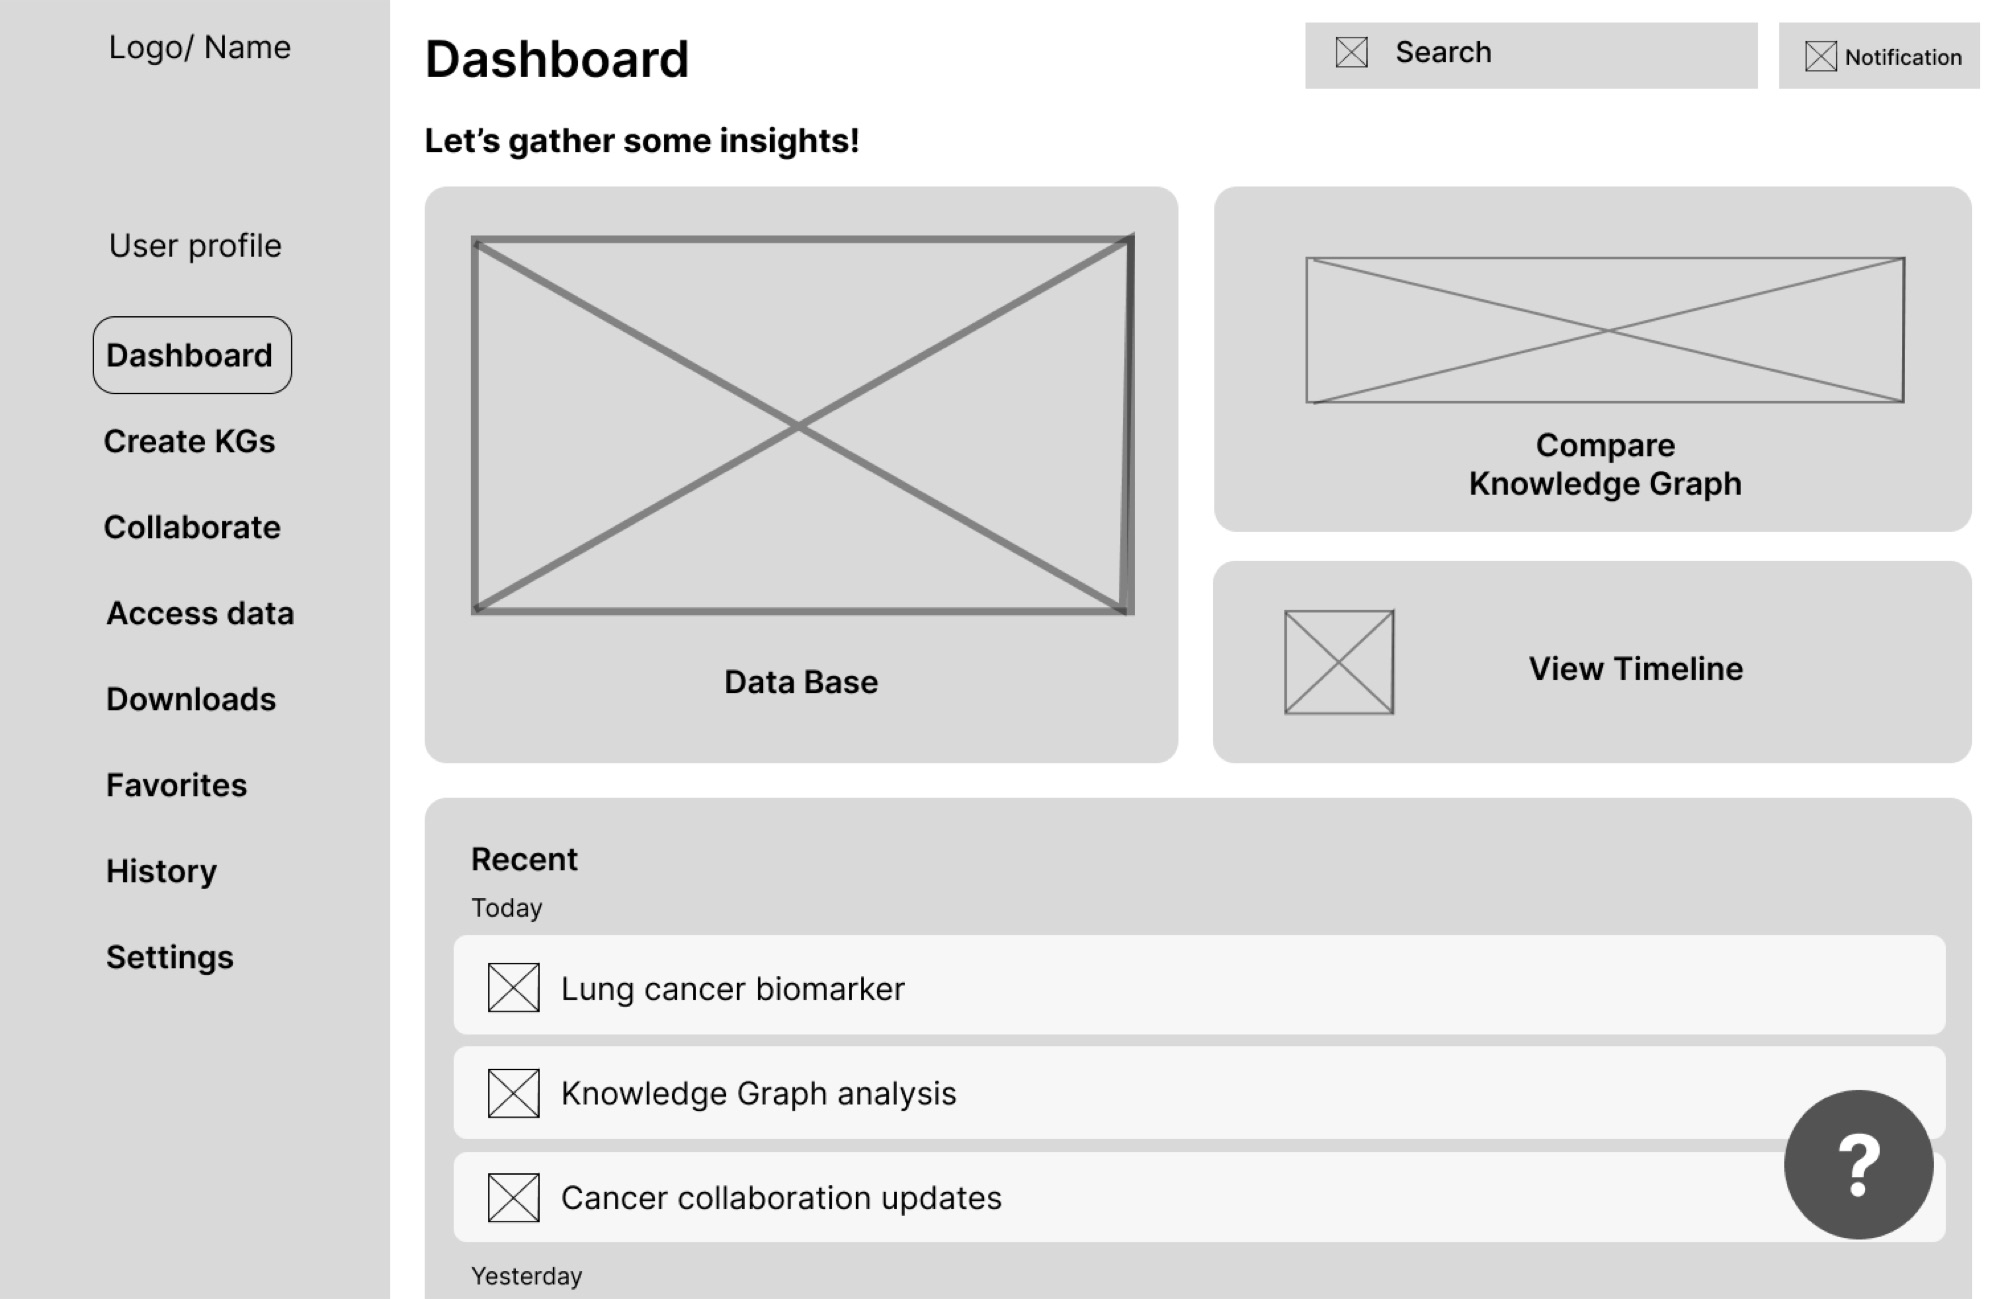 Logo/ Name
User profile
Dashboard
Create KGs
Collaborate
Access data
Downloads
Favorites
History
Settings
Dashboard
Search
Notification
Let’s gather some insights!
Data Base
Compare
Knowledge Graph
View Timeline
Recent
Today
Lung cancer biomarker
Knowledge Graph analysis
Cancer collaboration updates
?
Yesterday